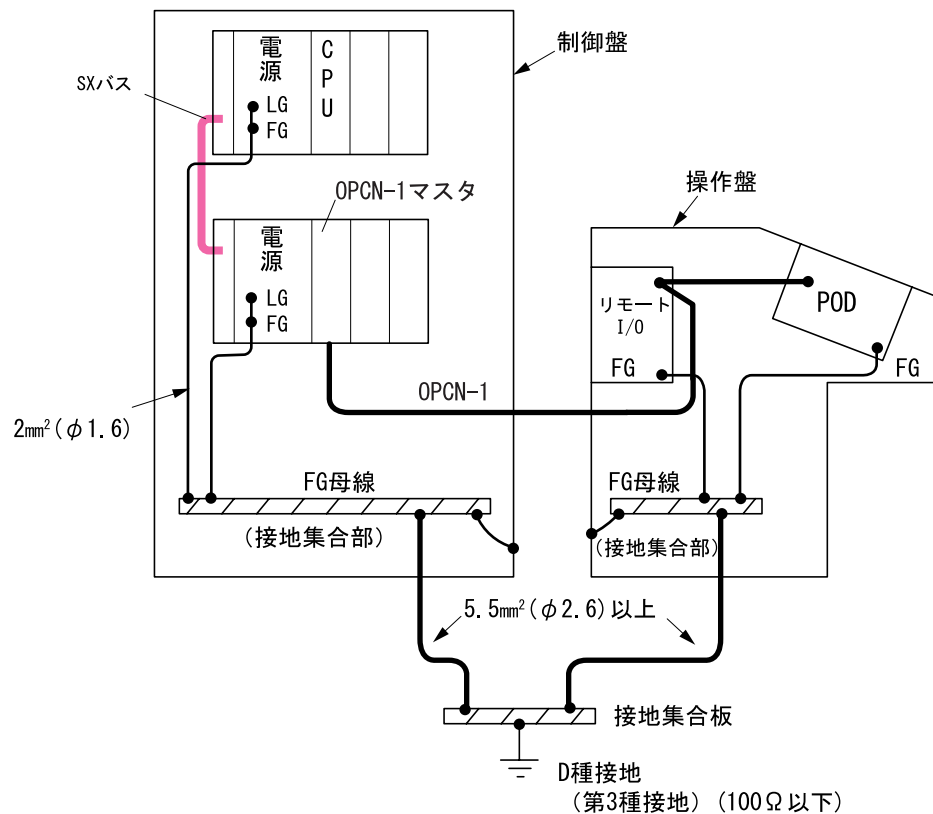 制御盤
電源
CPU
SXバス
LG
FG
OPCN-1マスタ
操作盤
電源
LG
FG
リモート
I/O
POD
FG
FG
OPCN-1
2mm²(φ1.6)
FG母線
FG母線
(接地集合部)
(接地集合部)
5.5mm²(φ2.6)以上
接地集合板
D種接地
(第3種接地) (100Ω以下)